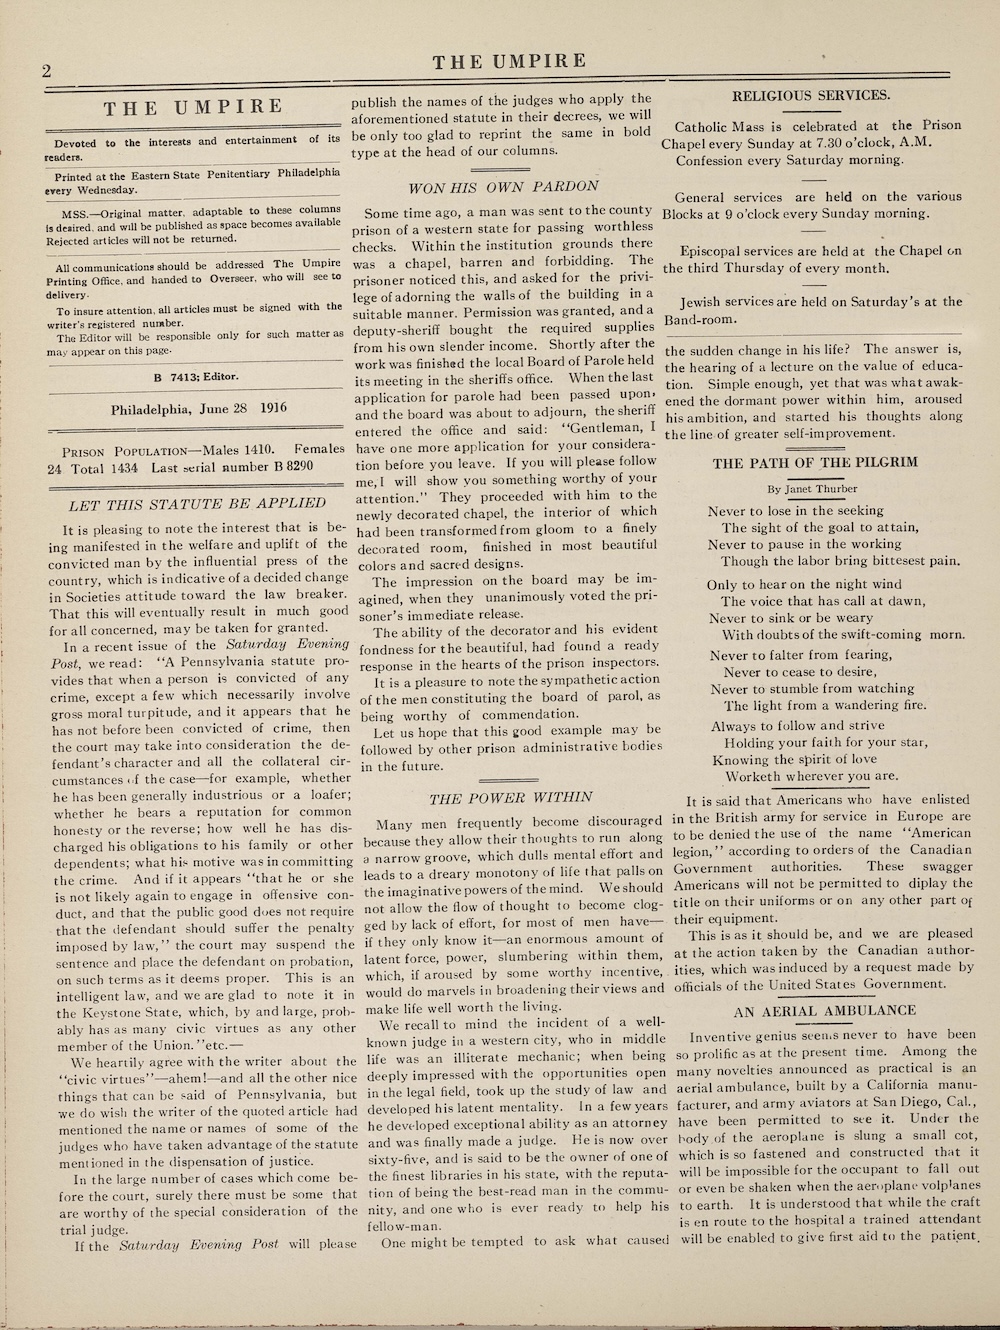 2
THE UMPIRE
THE UMPIRE
Devoted to the interests and entertainment of its
readers.
Printed at the Eastern State Penitentiary Philadelphia
every Wednesday.
MSS.—Original matter, adaptable to these columns
is desired, and will be published as space becomes available
Rejected articles will not be returned.
All communications should be addressed The Umpire
Printing Office, and handed to Overseer, who will see to
delivery.
To insure attention, all articles must be signed with the
writer's registered number.
The Editor will be responsible only for such matter as
may appear on this page.
B 7413; Editor.
Philadelphia, June 28 1916
PRISON POPULATION—Males 1410. Females
24 Total 1434 Last serial number B 8290
LET THIS STATUTE BE APPLIED
It is pleasing to note the interest that is be-
ing manifested in the welfare and uplift of the
convicted man by the influential press of the
country, which is indicative of a decided change
in Societies attitude toward the law breaker.
That this will eventually result in much good
for all concerned, may be taken for granted.
In a recent issue of the Saturday Evening
Post, we read: "A Pennsylvania statute pro-
vides that when a person is convicted of any
crime, except a few which necessarily involve
gross moral turpitude, and it appears that he
has not before been convicted of crime, then
the court may take into consideration the de-
fendant's character and all the collateral cir-
cumstances of the case—for example, whether
he has been generally industrious or a loafer;
whether he bears a reputation for common
honesty or the reverse; how well he has dis-
charged his obligations to his family or other
dependents; what his motive was in committing
the crime. And if it appears "that he or she
is not likely again to engage in offensive con-
duct, and that the public good does not require
that the defendant should suffer the penalty
imposed by law," the court may suspend the
sentence and place the defendant on probation,
on such terms as it deems proper. This is an
intelligent law, and we are glad to note it in
the Keystone State, which, by and large, prob-
ably has as many civic virtues as any other
member of the Union."etc.—
We heartily agree with the writer about the
"civic virtues"—ahem!—and all the other nice
things that can be said of Pennsylvania, but
we do wish the writer of the quoted article had
mentioned the name or names of some of the
judges who have taken advantage of the statute
mentioned in the dispensation of justice.
In the large number of cases which come be-
fore the court, surely there must be some that
are worthy of the special consideration of the
trial judge.
If the Saturday Evening Post will please
publish the names of the judges who apply the
aforementioned statute in their decrees, we will
be only too glad to reprint the same in bold
type at the head of our columns.
WON HIS OWN PARDON
Some time ago, a man was sent to the county
prison of a western state for passing worthless
checks. Within the institution grounds there
was a chapel, barren and forbidding. The
prisoner noticed this, and asked for the privi-
lege of adorning the walls of the building in a
suitable manner. Permission was granted, and a
deputy-sheriff bought the required supplies
from his own slender income. Shortly after the
work was finished the local Board of Parole held
its meeting in the sheriffs office. When the last
application for parole had been passed upon,
and the board was about to adjourn, the sheriff
entered the office and said: "Gentleman, I
have one more application for your considera-
tion before you leave. If you will please follow
me, I will show you something worthy of your
attention." They proceeded with him to the
newly decorated chapel, the interior of which
had been transformed from gloom to a finely
decorated room, finished in most beautiful
colors and sacred designs.
The impression on the board may be im-
agined, when they unanimously voted the pri-
soner's immediate release.
The ability of the decorator and his evident
fondness for the beautiful, had found a ready
response in the hearts of the prison inspectors.
It is a pleasure to note the sympathetic action
of the men constituting the board of parol, as
being worthy of commendation.
Let us hope that this good example may be
followed by other prison administrative bodies
in the future.
THE POWER WITHIN
Many men frequently become discouraged
because they allow their thoughts to run along
a narrow groove, which dulls mental effort and
leads to a dreary monotony of life that palls on
the imaginative powers of the mind. We should
not allow the flow of thought to become clog-
ged by lack of effort, for most of men have—
if they only know it—an enormous amount of
latent force, power, slumbering within them,
which, if aroused by some worthy incentive,
would do marvels in broadening their views and
make life well worth the living.
We recall to mind the incident of a well-
known judge in a western city, who in middle
life was an illiterate mechanic; when being
deeply impressed with the opportunities open
in the legal field, took up the study of law and
developed his latent mentality. In a few years
he developed exceptional ability as an attorney
and was finally made a judge. He is now over
sixty-five, and is said to be the owner of one of
the finest libraries in his state, with the reputa-
tion of being the best-read man in the commu-
nity, and one who is ever ready to help his
fellow-man.
One might be tempted to ask what caused
RELIGIOUS SERVICES.
Catholic Mass is celebrated at the Prison
Chapel every Sunday at 7.30 o'clock, A.M.
Confession every Saturday morning.
General services are held on the various
Blocks at 9 o'clock every Sunday morning.
Episcopal services are held at the Chapel on
the third Thursday of every month.
Jewish services are held on Saturday's at the
Band-room.
the sudden change in his life? The answer is,
the hearing of a lecture on the value of educa-
tion. Simple enough, yet that was what awak-
ened the dormant power within him, aroused
his ambition, and started his thoughts along
the line of greater self-improvement.
THE PATH OF THE PILGRIM
By Janet Thurber
Never to lose in the seeking
The sight of the goal to attain,
Never to pause in the working
Though the labor bring bitterest pain.
Only to hear on the night wind
The voice that has call at dawn,
Never to sink or be weary
With doubts of the swift-coming morn.
Never to falter from fearing,
Never to cease to desire,
Never to stumble from watching
The light from a wandering fire.
Always to follow and strive
Holding your faith for your star,
Knowing the spirit of love
Worketh wherever you are.
It is said that Americans who have enlisted
in the British army for service in Europe are
to be denied the use of the name "American
legion," according to orders of the Canadian
Government authorities. These swagger
Americans will not be permitted to diplay the
title on their uniforms or on any other part of
their equipment.
This is as it should be, and we are pleased
at the action taken by the Canadian author-
ities, which was induced by a request made by
officials of the United States Government.
AN AERIAL AMBULANCE
Inventive genius seems never to have been
so prolific as at the present time. Among the
many novelties announced as practical is an
aerial ambulance, built by a California manu-
facturer, and army aviators at San Diego, Cal.,
have been permitted to see it. Under the
body of the aeroplane is slung a small cot,
which is so fastened and constructed that it
will be impossible for the occupant to fall out
or even be shaken when the aeroplane volplanes
to earth. It is understood that while the craft
is en route to the hospital a trained attendant
will be enabled to give first aid to the patient.